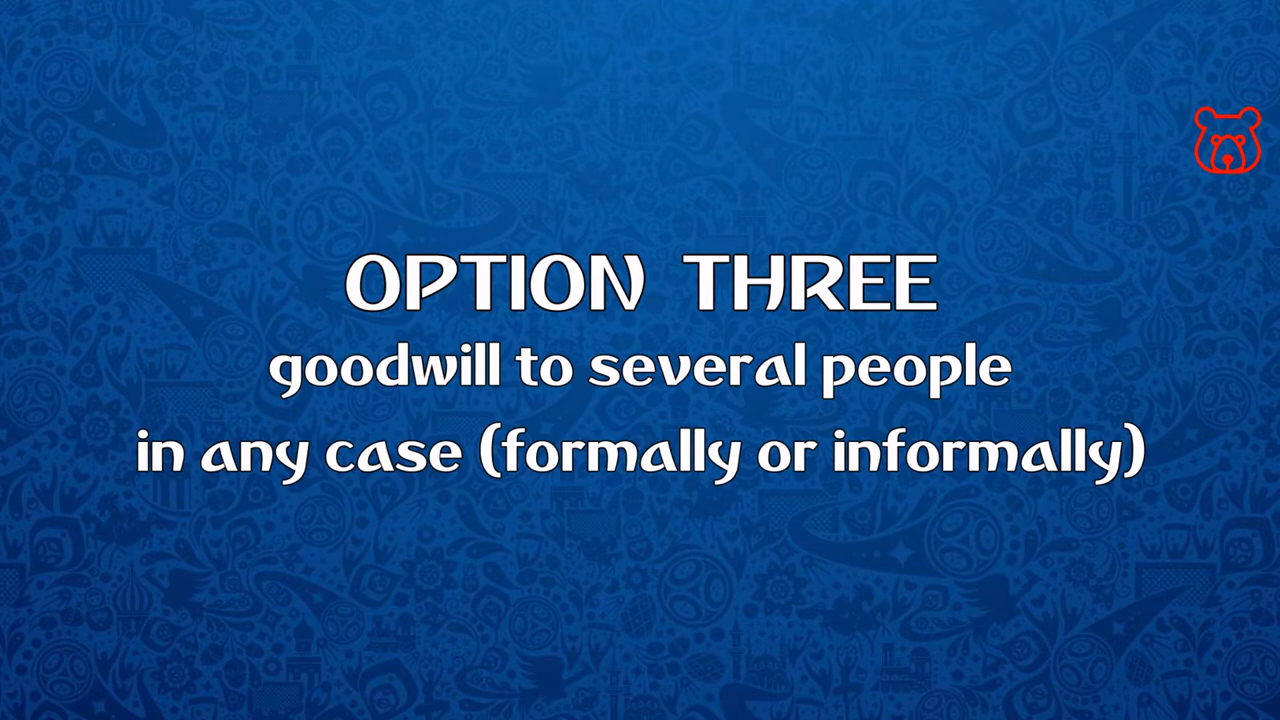 OPTION THREE
goodwill to several people
in any case (formally or informally)